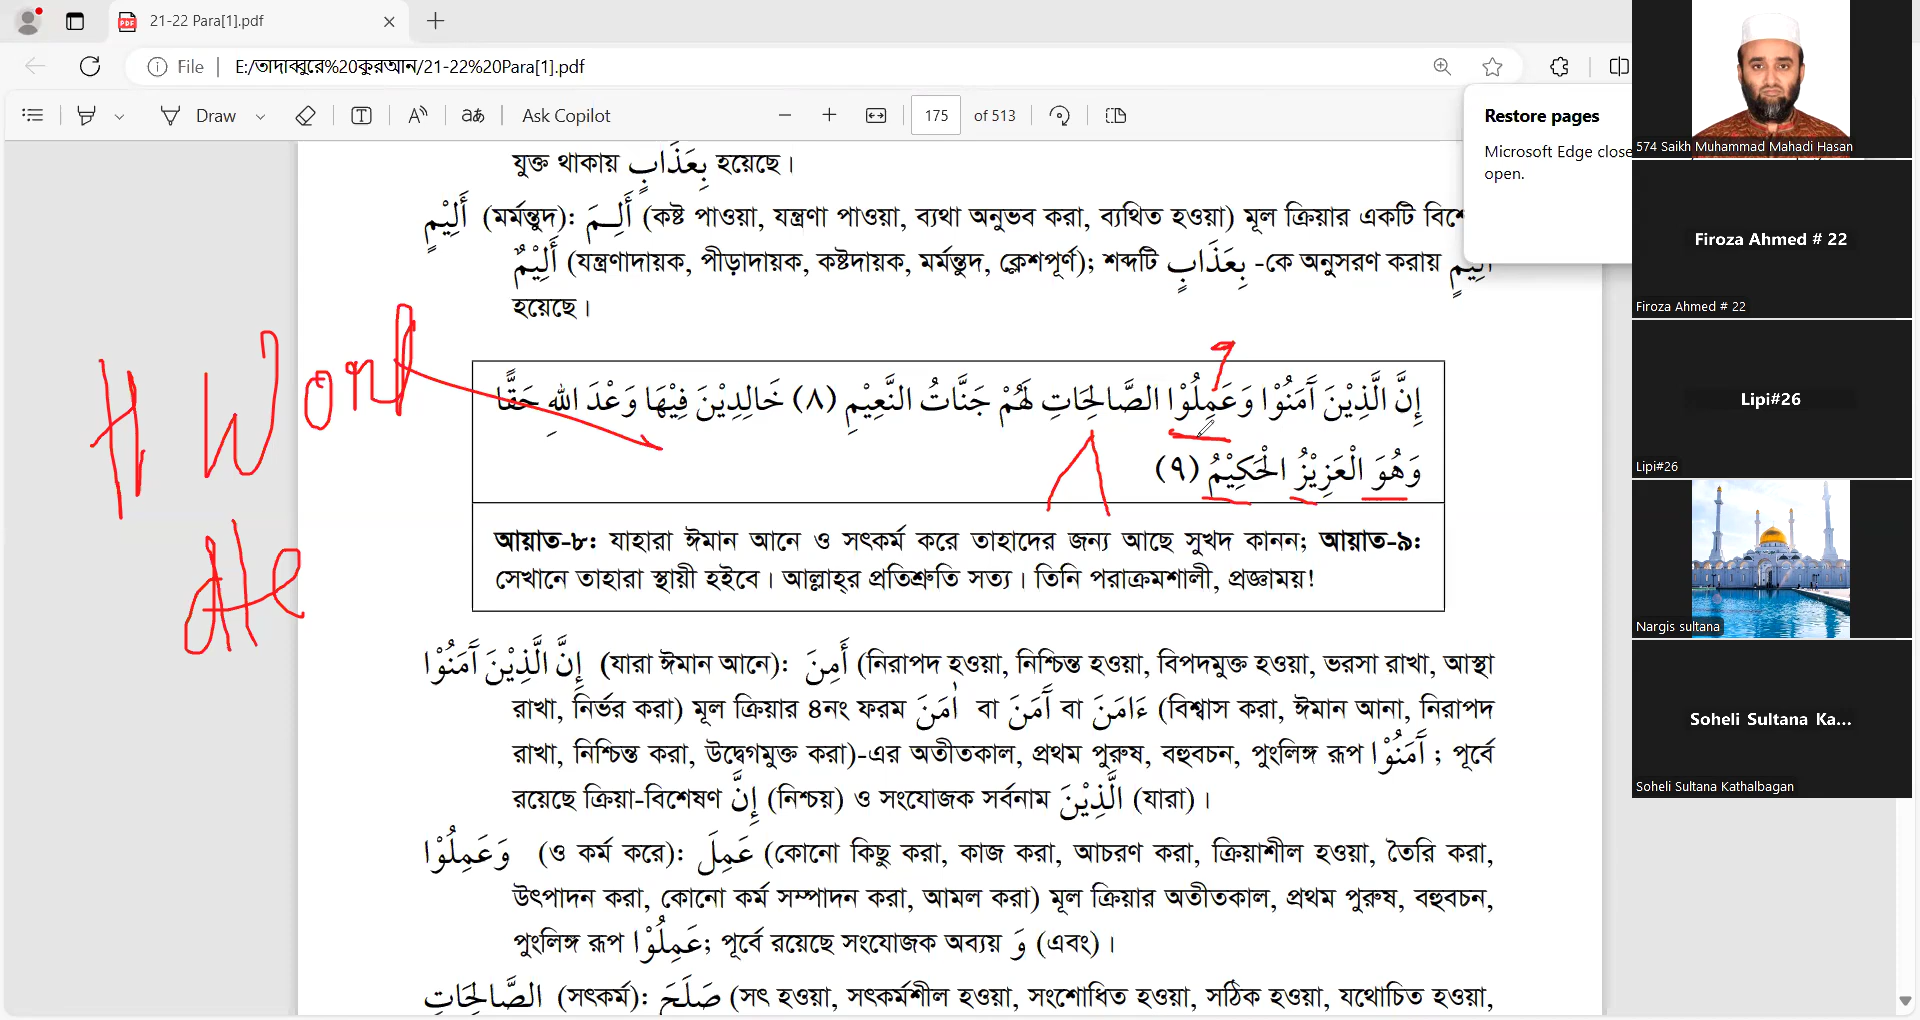 21-22 Para[1].pdf
File
E:/তাদাব্বুরে%20কুরআন/21-22%20Para[1].pdf
Draw
Ask Copilot
175
of 513
Restore pages
Microsoft Edge close
open.
যুক্ত থাকায় بِعَذَابٍ হয়েছে।
أَلِيْمٍ (মর্মন্তুদ): أَلِمَ (কষ্ট পাওয়া, যন্ত্রণা পাওয়া, ব্যথা অনুভব করা, ব্যথিত হওয়া) মূল ক্রিয়ার একটি বিশে
أَلِيْمٌ (যন্ত্রণাদায়ক, পীড়াদায়ক, কষ্টদায়ক, মর্মন্তুদ, ক্লেশপূর্ণ); শব্দটি بِعَذَابٍ -কে অনুসরণ করায় أَلِيْمٍ
হয়েছে।
# Word
إِنَّ الَّذِيْنَ آمَنُوْا وَعَمِلُوْا الصَّالِحَاتِ لَهُمْ جَنَّاتُ النَّعِيْمِ (٨) خَالِدِيْنَ فِيْهَا وَعْدَ اللهِ حَقًّا
وَهُوَ الْعَزِيْزُ الْحَكِيْمُ (٩)
আয়াত-৮: যাহারা ঈমান আনে ও সৎকর্ম করে তাহাদের জন্য আছে সুখদ কানন; আয়াত-৯:
সেখানে তাহারা স্থায়ী হইবে। আল্লাহ্‌র প্রতিশ্রুতি সত্য। তিনি পরাক্রমশালী, প্রজ্ঞাময়!
إِنَّ الَّذِيْنَ آمَنُوْا (যারা ঈমান আনে): أَمِنَ (নিরাপদ হওয়া, নিশ্চিন্ত হওয়া, বিপদমুক্ত হওয়া, ভরসা রাখা, আস্থা
রাখা, নির্ভর করা) মূল ক্রিয়ার ৪নং ফরম اٰمَنَ বা آمَنَ বা ءَامَنَ (বিশ্বাস করা, ঈমান আনা, নিরাপদ
রাখা, নিশ্চিন্ত করা, উদ্বেগমুক্ত করা)-এর অতীতকাল, প্রথম পুরুষ, বহুবচন, পুংলিঙ্গ রূপ آمَنُوْا ; পূর্বে
রয়েছে ক্রিয়া-বিশেষণ إِنَّ (নিশ্চয়) ও সংযোজক সর্বনাম الَّذِيْنَ (যারা)।
وَعَمِلُوْا (ও কর্ম করে): عَمِلَ (কোনো কিছু করা, কাজ করা, আচরণ করা, ক্রিয়াশীল হওয়া, তৈরি করা,
উৎপাদন করা, কোনো কর্ম সম্পাদন করা, আমল করা) মূল ক্রিয়ার অতীতকাল, প্রথম পুরুষ, বহুবচন,
পুংলিঙ্গ রূপ عَمِلُوْا; পূর্বে রয়েছে সংযোজক অব্যয় وَ (এবং)।
الصَّالِحَاتِ (সৎকর্ম): صَلَحَ (সৎ হওয়া, সৎকর্মশীল হওয়া, সংশোধিত হওয়া, সঠিক হওয়া, যথোচিত হওয়া,
574 Saikh Muhammad Mahadi Hasan
Firoza Ahmed # 22
Firoza Ahmed # 22
Lipi#26
Lipi#26
Nargis sultana
Soheli Sultana Ka...
Soheli Sultana Kathalbagan